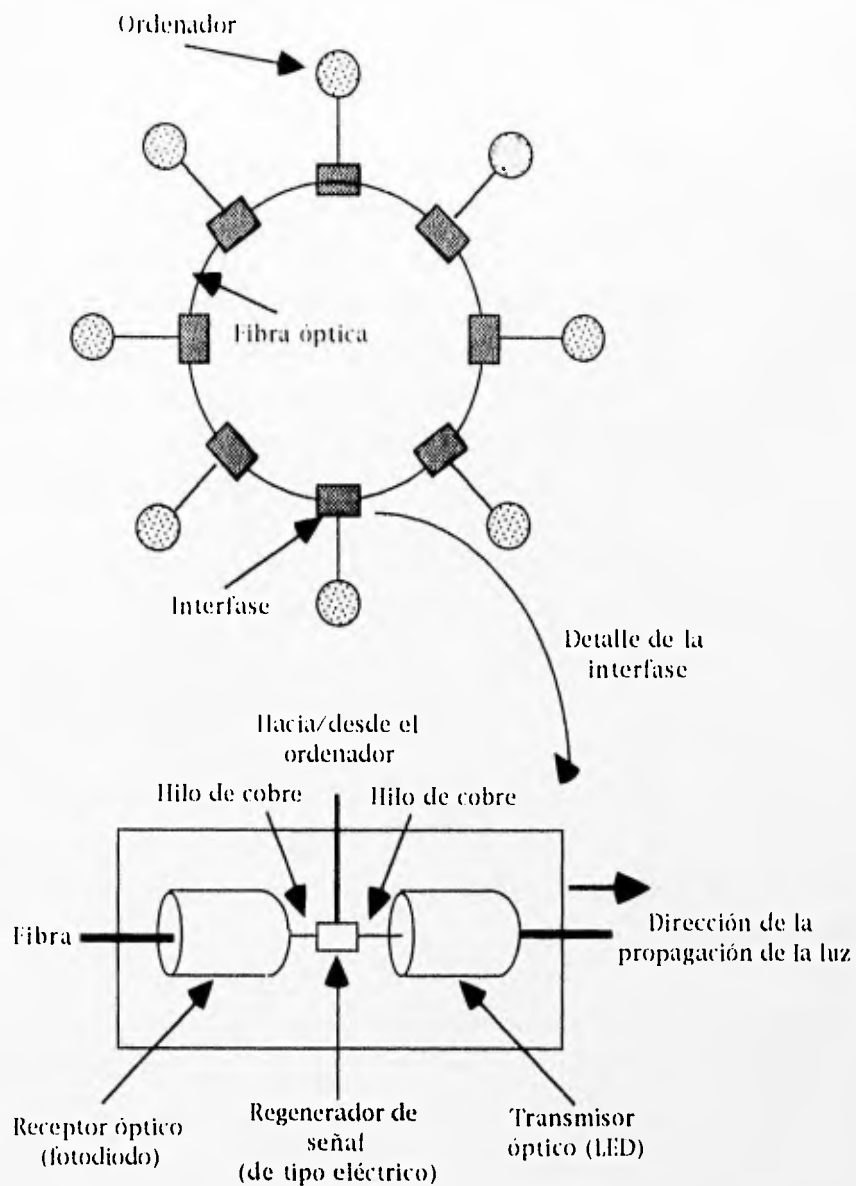 Ordenador
Fibra óptica
Interfase
Detalle de la
interfase
Hacia/desde el
ordenador
Hilo de cobre
Hilo de cobre
Fibra
Dirección de la
propagación de la luz
Receptor óptico
(fotodiodo)
Regenerador de
señal
(de tipo eléctrico)
Transmisor
óptico (LED)